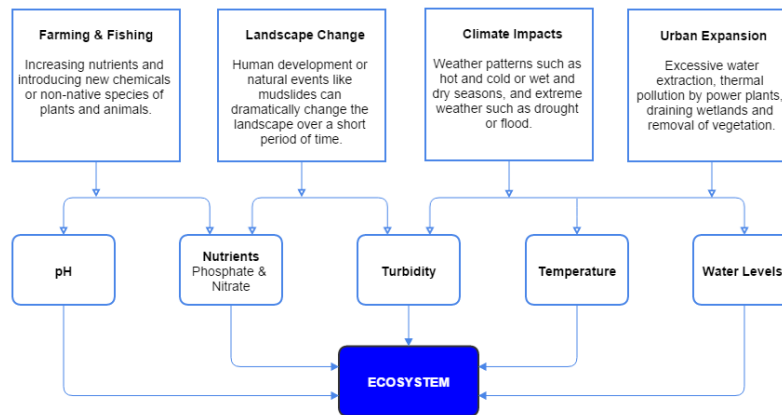 Farming & Fishing
Increasing nutrients and
introducing new chemicals
or non-native species of
plants and animals.
Landscape Change
Human development or
natural events like
mudslides can
dramatically change the
landscape over a short
period of time.
Climate Impacts
Weather patterns such as
hot and cold or wet and
dry seasons, and extreme
weather such as drought
or flood.
Urban Expansion
Excessive water
extraction, thermal
pollution by power plants,
draining wetlands and
removal of vegetation.
pH
Nutrients
Phosphate &
Nitrate
Turbidity
Temperature
Water Levels
ECOSYSTEM